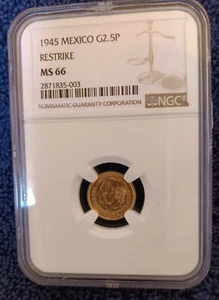 1945 MEXICO G2.5P
RESTRIKE
MS 66
2871835-003
NUMISMATIC GUARANTY CORPORATION
NGC